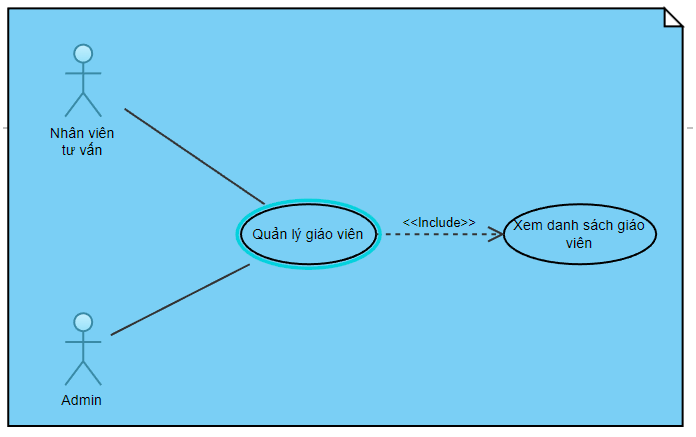 Nhân viên
tư vấn
<<Include>>
Quản lý giáo viên
Xem danh sách giáo
viên
Admin